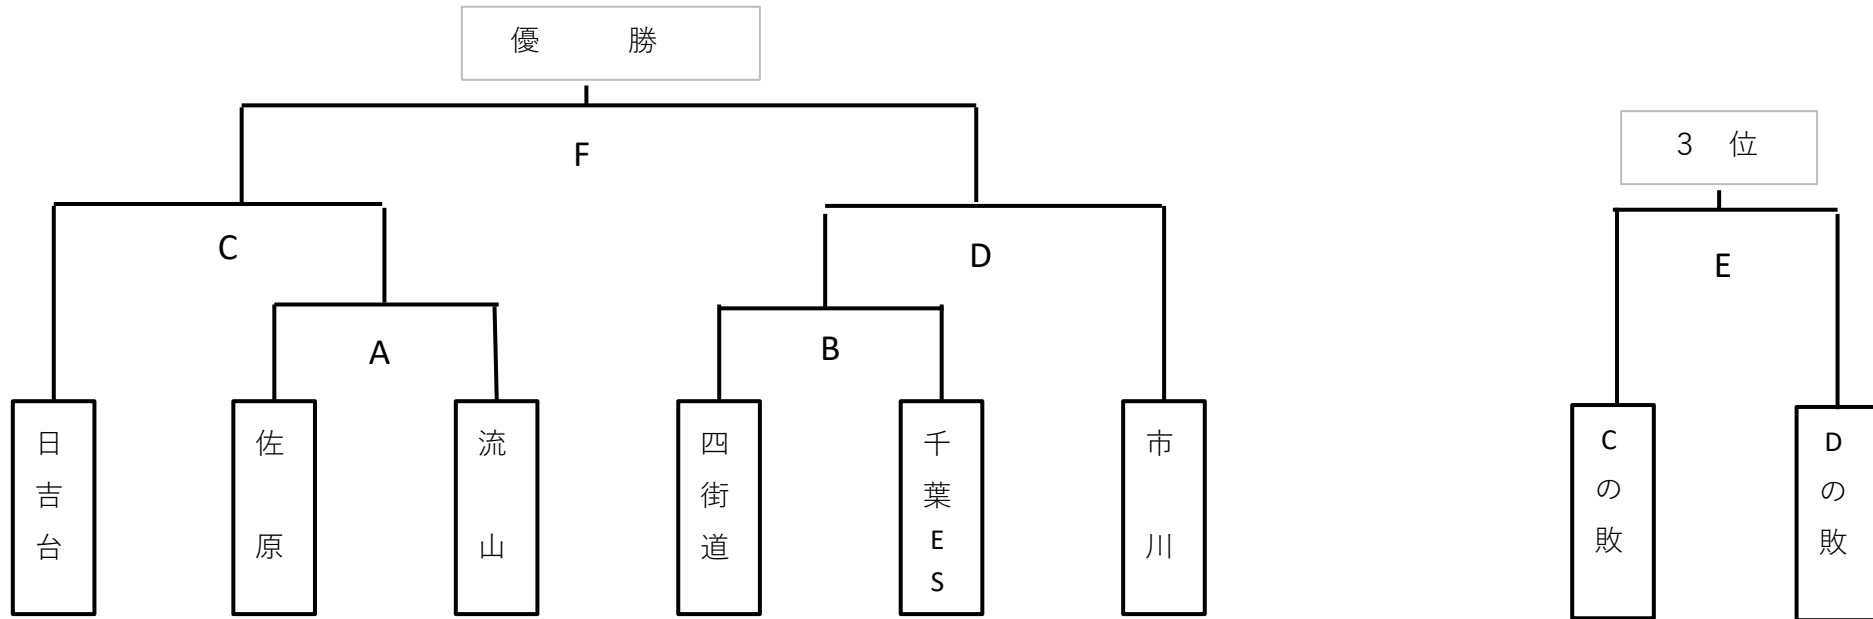 優　勝
３　位
F
C
D
E
A
B
日吉台
佐原
流山
四街道
千葉ES
市川
Cの敗
Dの敗